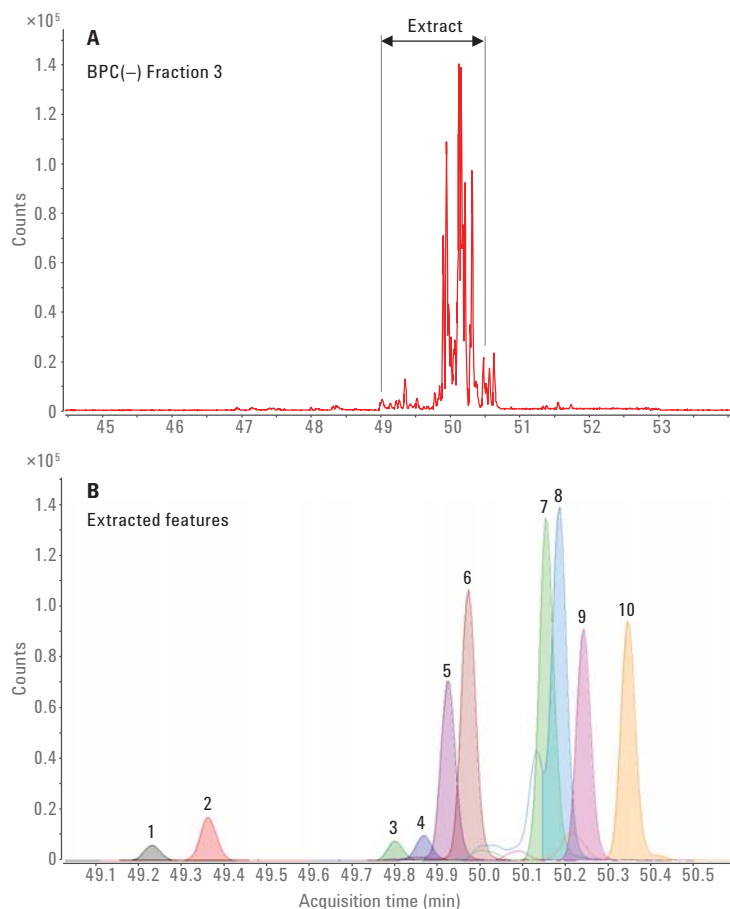 ×10⁵
A
Extract
BPC(−) Fraction 3
1.4
1.2
1.0
0.8
0.6
0.4
0.2
0
Counts
45 46 47 48 49 50 51 52 53
×10⁵
B
Extracted features
1.4
1.2
1.0
0.8
0.6
0.4
0.2
0
Counts
1 2 3 4 5 6 7 8 9 10
49.1 49.2 49.3 49.4 49.5 49.6 49.7 49.8 49.9 50.0 50.1 50.2 50.3 50.4 50.5
Acquisition time (min)